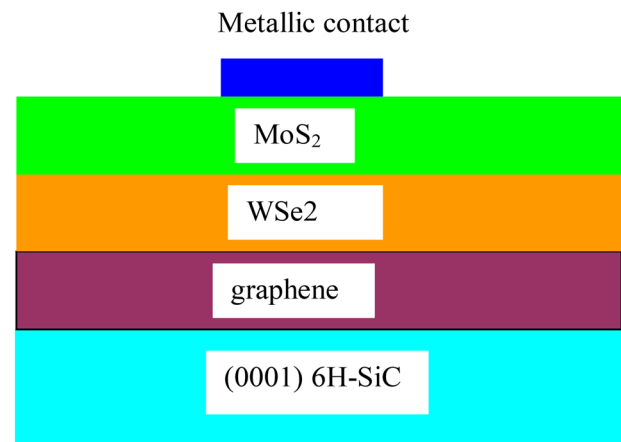 Metallic contact
MoS₂
WSe2
graphene
(0001) 6H-SiC